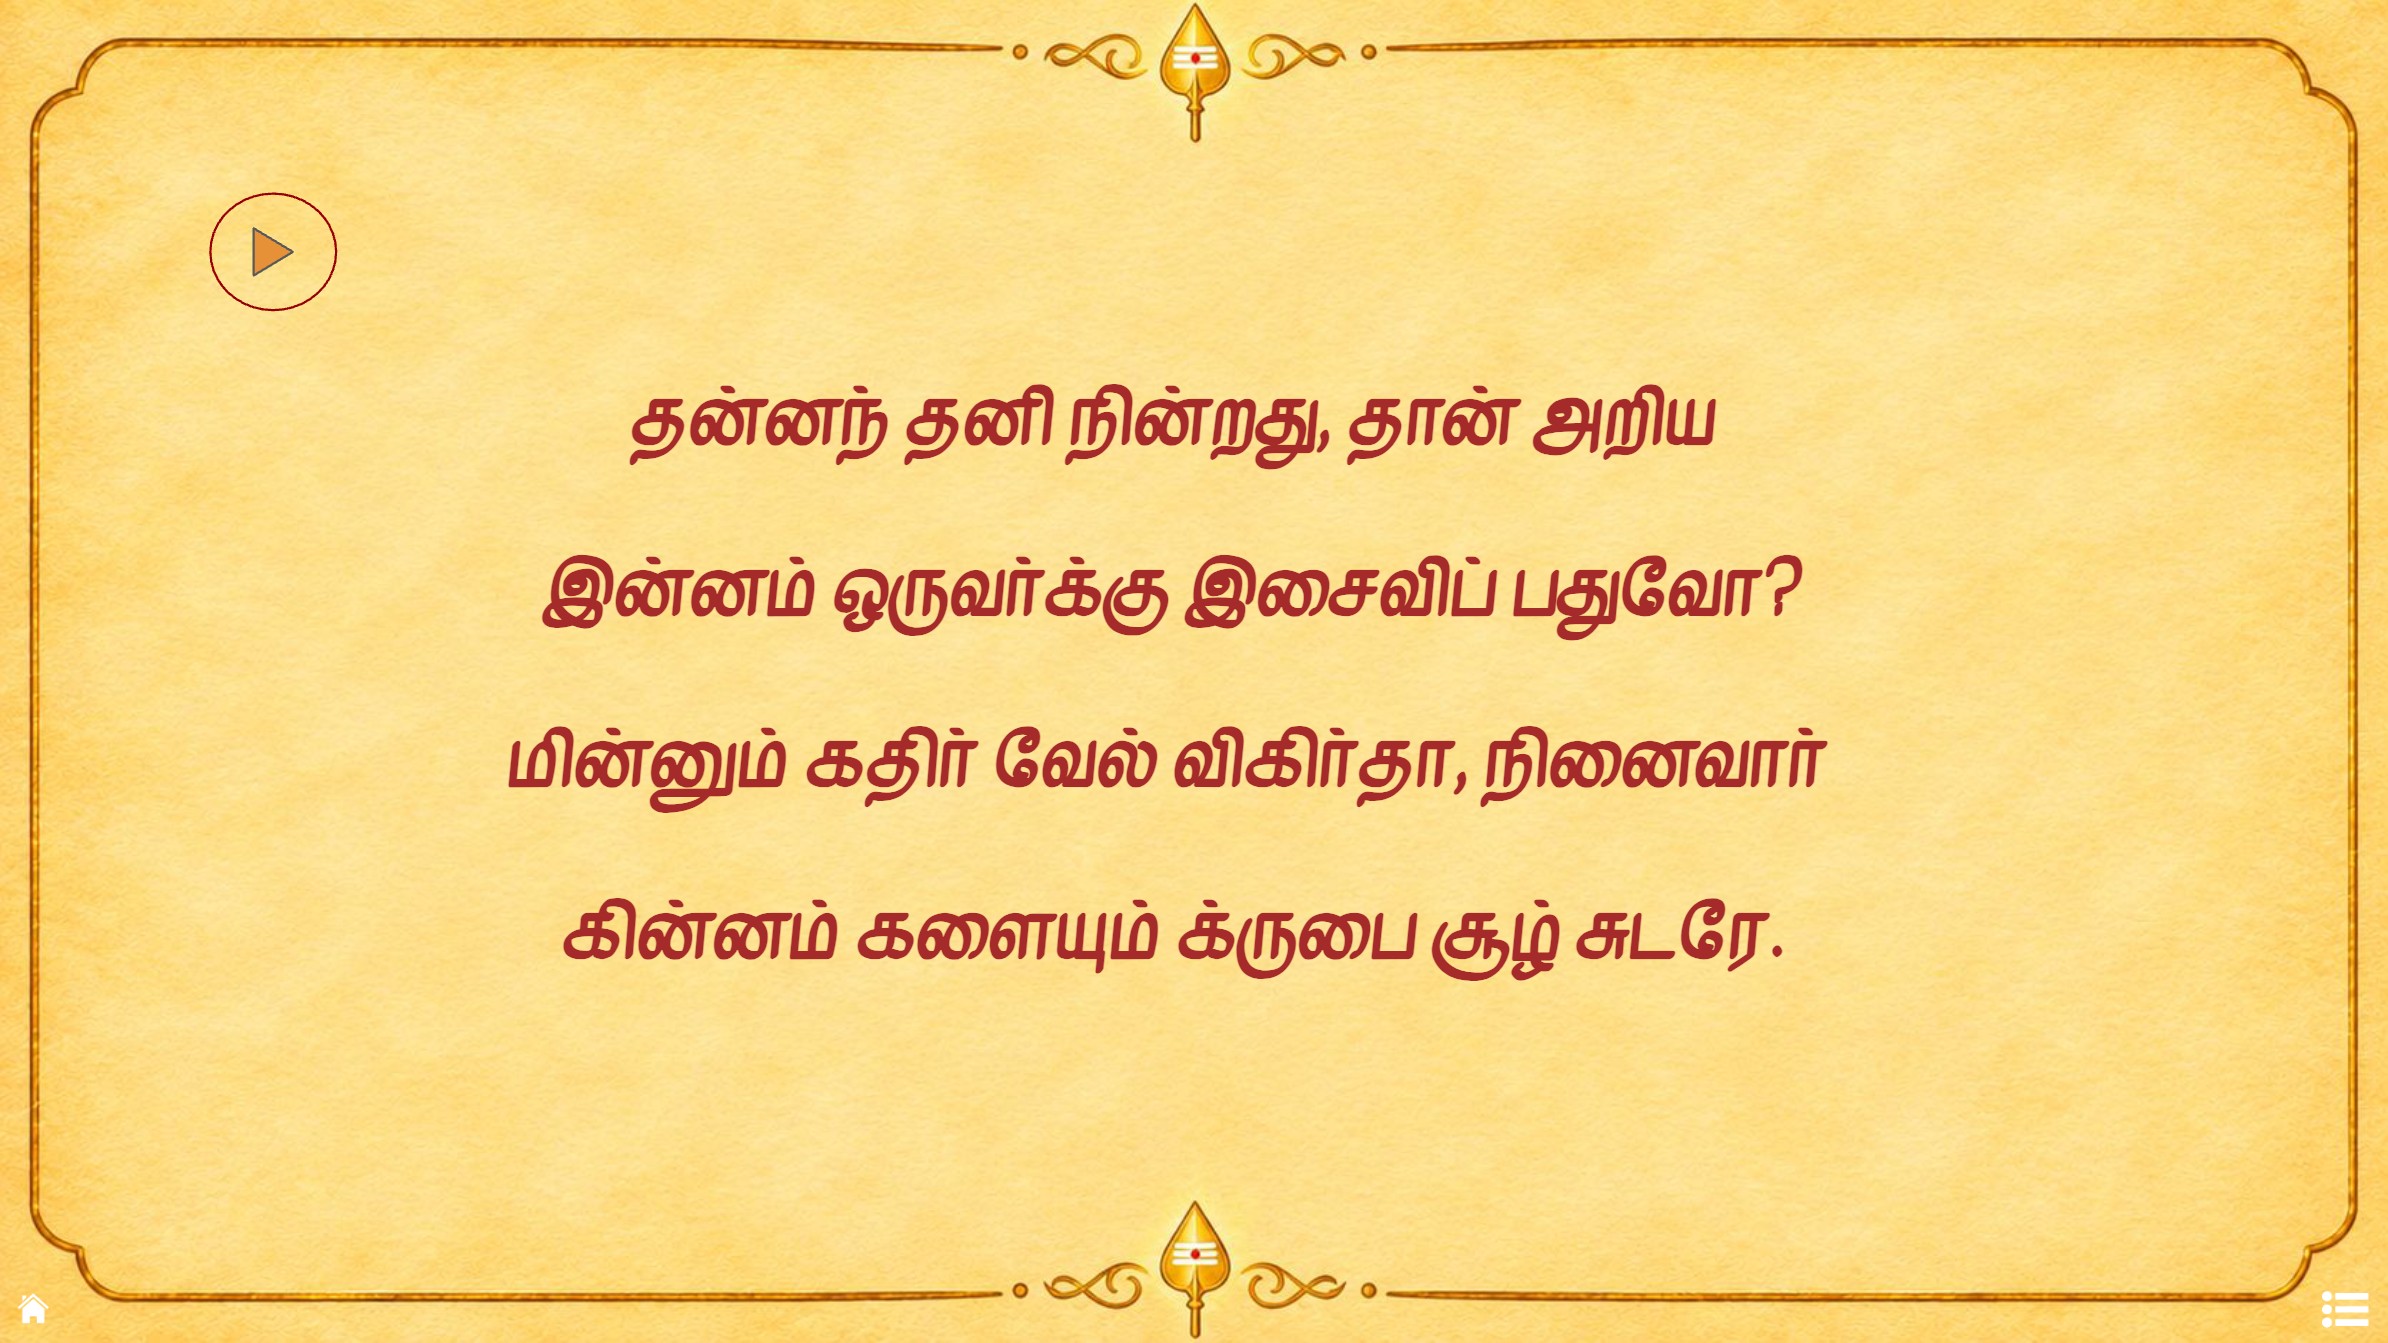 தன்னந் தனி நின்றது, தான் அறிய
இன்னம் ஒருவர்க்கு இசைவிப் பதுவோ?
மின்னும் கதிர் வேல் விகிர்தா, நினைவார்
கின்னம் களையும் க்ருபை சூழ் சுடரே.